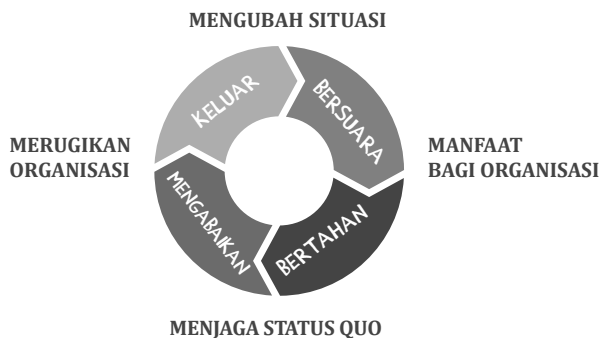 MENGUBAH SITUASI
KELUAR
BERSUARA
MERUGIKAN
ORGANISASI
MANFAAT
BAGI ORGANISASI
MENGABAIKAN
BERTAHAN
MENJAGA STATUS QUO